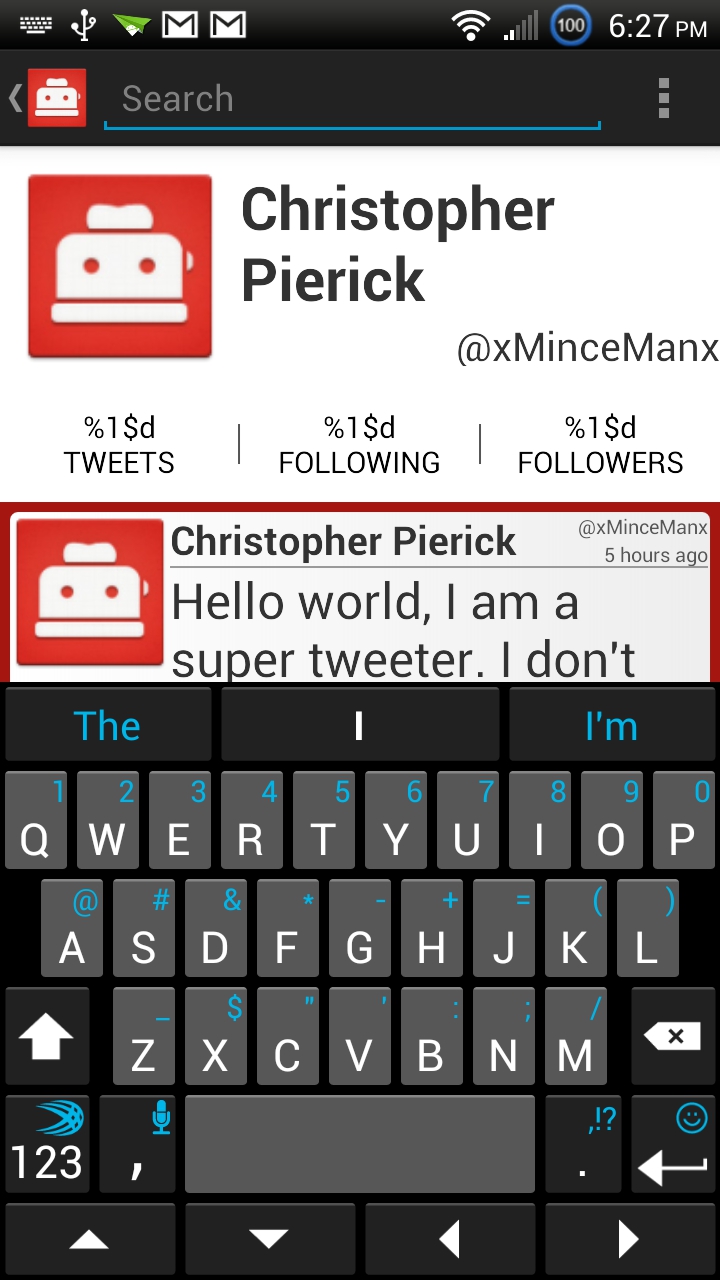 100 6:27 PM
Search
Christopher
Pierick
@xMinceManx
%1$d %1$d %1$d
TWEETS FOLLOWING FOLLOWERS
Christopher Pierick @xMinceManx
5 hours ago
Hello world, I am a
super tweeter. I don't
The I I'm
1 2 3 4 5 6 7 8 9 0
Q W E R T Y U I O P
@ # & * - + = ( )
A S D F G H J K L
_ $ " ' : ; /
Z X C V B N M
,!?
123 , .